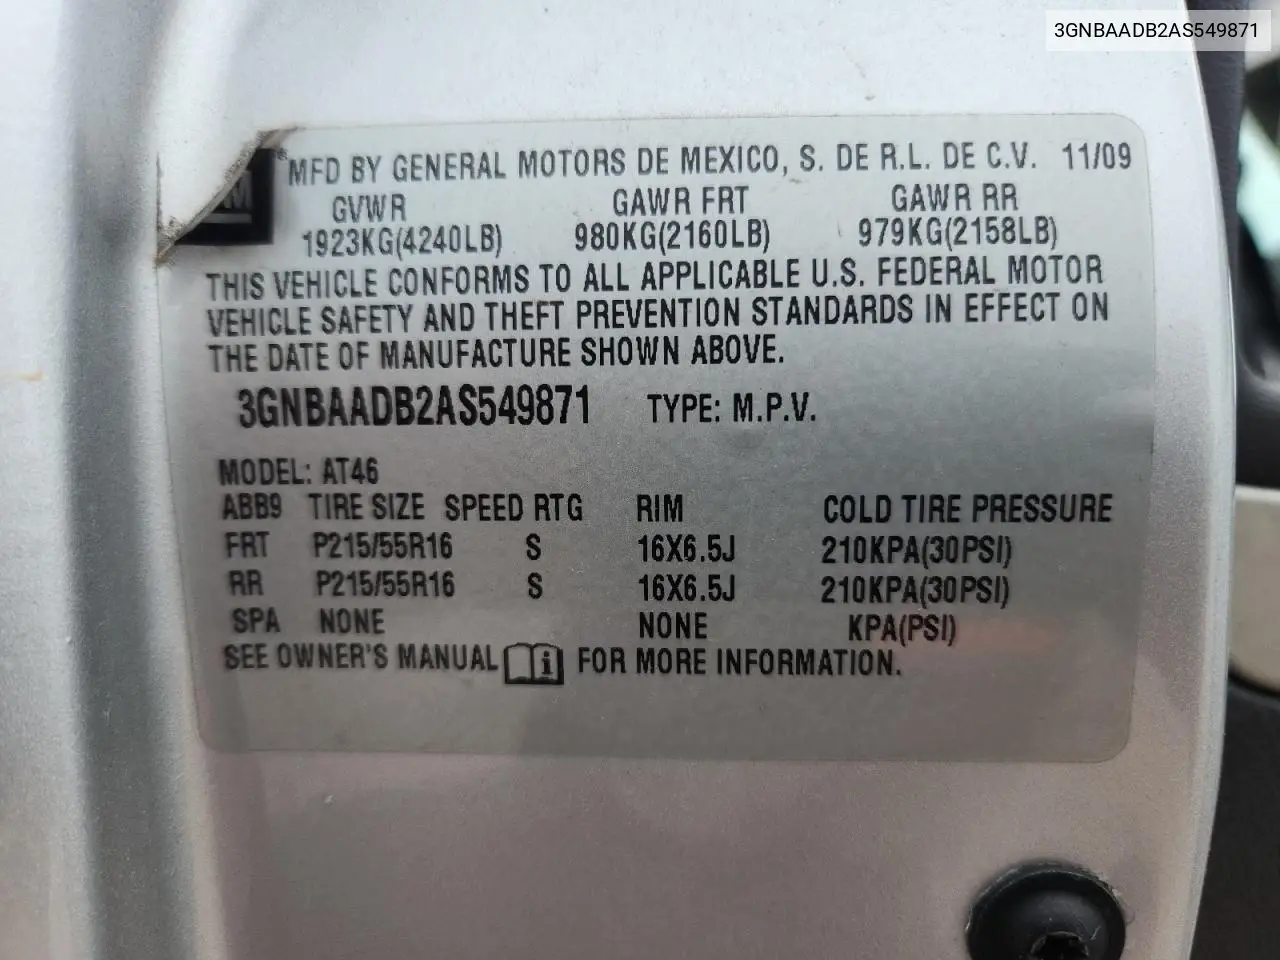 3GNBAADB2AS549871
MFD BY GENERAL MOTORS DE MEXICO, S. DE R.L. DE C.V. 11/09
GVWR GAWR FRT GAWR RR
1923KG(4240LB) 980KG(2160LB) 979KG(2158LB)
THIS VEHICLE CONFORMS TO ALL APPLICABLE U.S. FEDERAL MOTOR
VEHICLE SAFETY AND THEFT PREVENTION STANDARDS IN EFFECT ON
THE DATE OF MANUFACTURE SHOWN ABOVE.
3GNBAADB2AS549871 TYPE: M.P.V.
MODEL: AT46
ABB9 TIRE SIZE SPEED RTG RIM COLD TIRE PRESSURE
FRT P215/55R16 S 16X6.5J 210KPA(30PSI)
RR P215/55R16 S 16X6.5J 210KPA(30PSI)
SPA NONE NONE KPA(PSI)
SEE OWNER'S MANUAL FOR MORE INFORMATION.